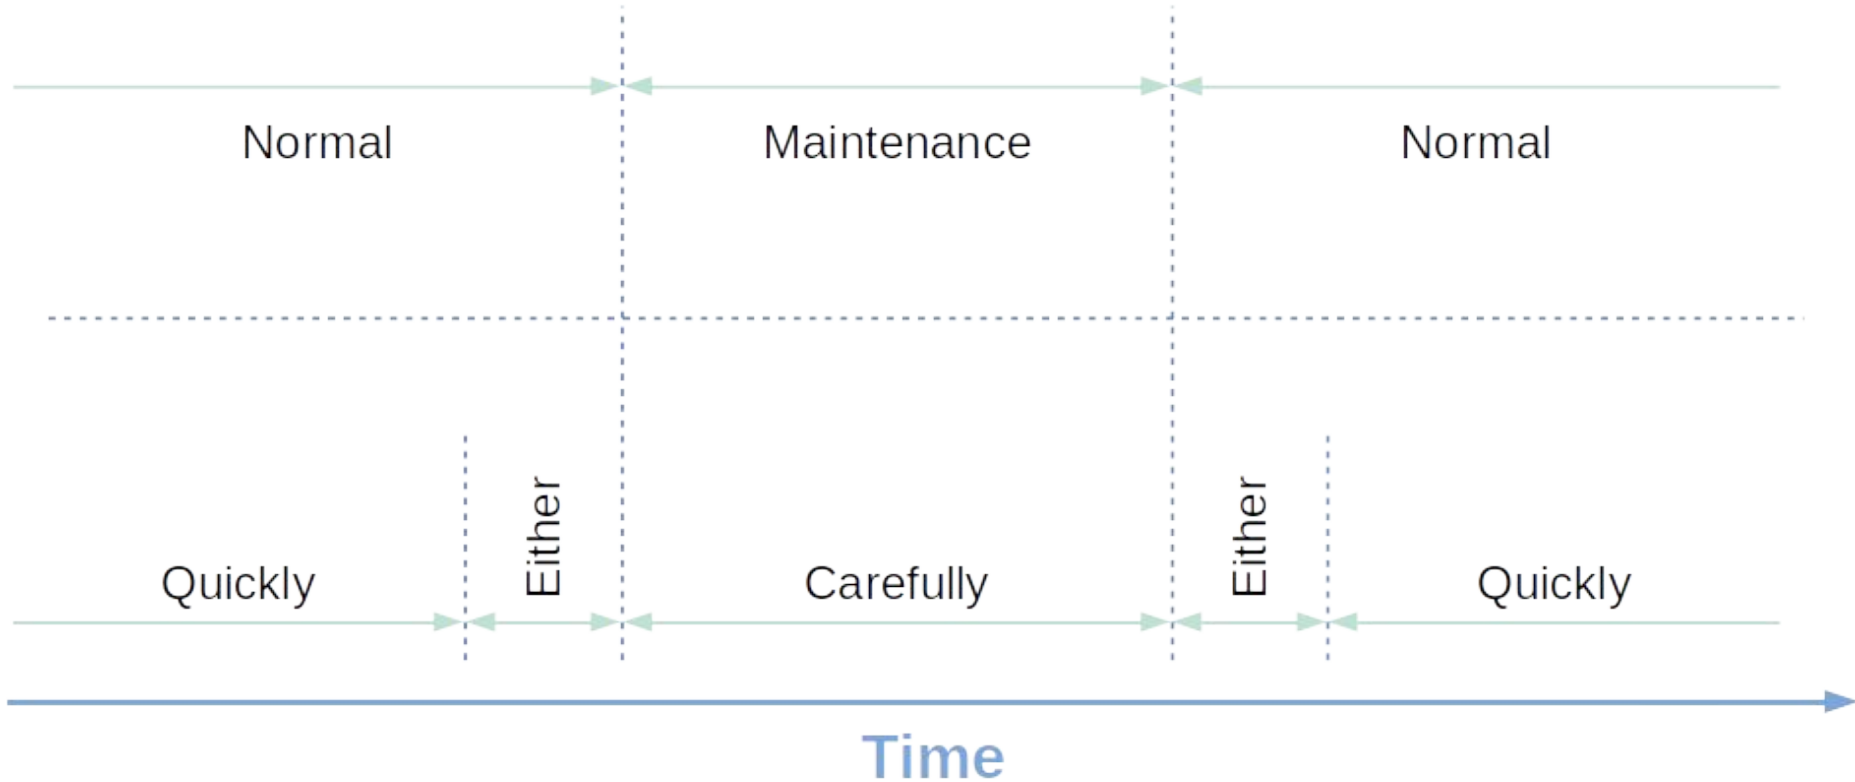 Normal
Maintenance
Normal
Quickly
Either
Carefully
Either
Quickly
Time